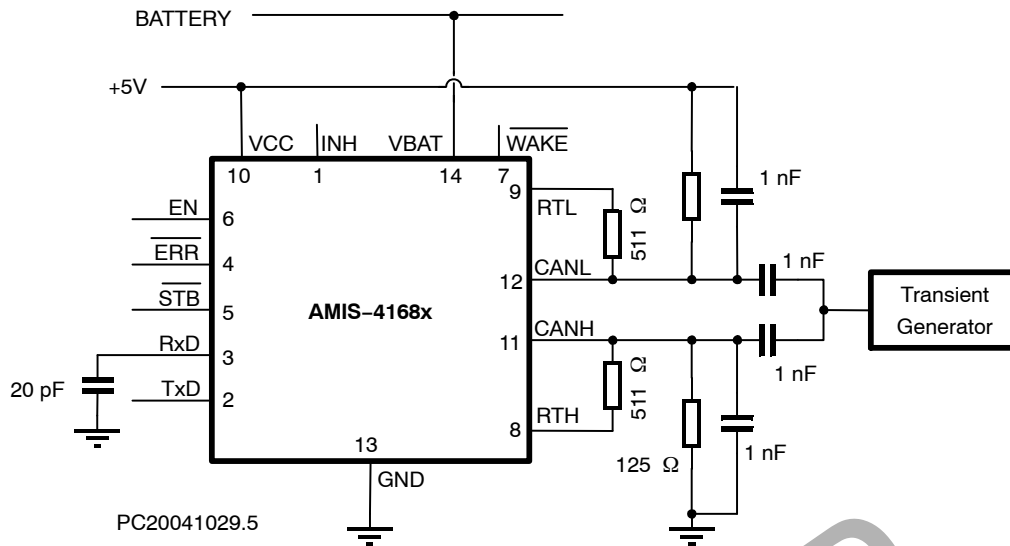 BATTERY
+5V
VCC
INH
VBAT
WAKE
10
1
14
7
9
RTL
511 Ω
1 nF
EN
6
ERR
4
STB
5
RxD
3
TxD
2
20 pF
AMIS−4168x
12
CANL
1 nF
Transient
Generator
11
CANH
1 nF
511 Ω
8
RTH
125 Ω
1 nF
13
GND
PC20041029.5